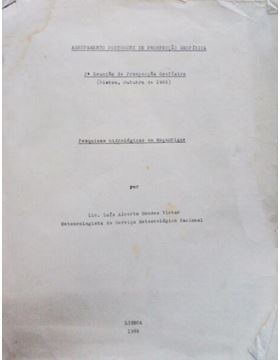 AGRUPAMENTO PORTUGUÊS DE PROSPECÇÃO GEOFÍSICA
2ª Reunião de Prospecção Geofísica
(Lisboa, Outubro de 1966)
Pesquisas Hidrológicas em Moçambique
por
Lic. Luís Alberto Mendes Victor
Meteorologista do Serviço Meteorológico Nacional
LISBOA
1966